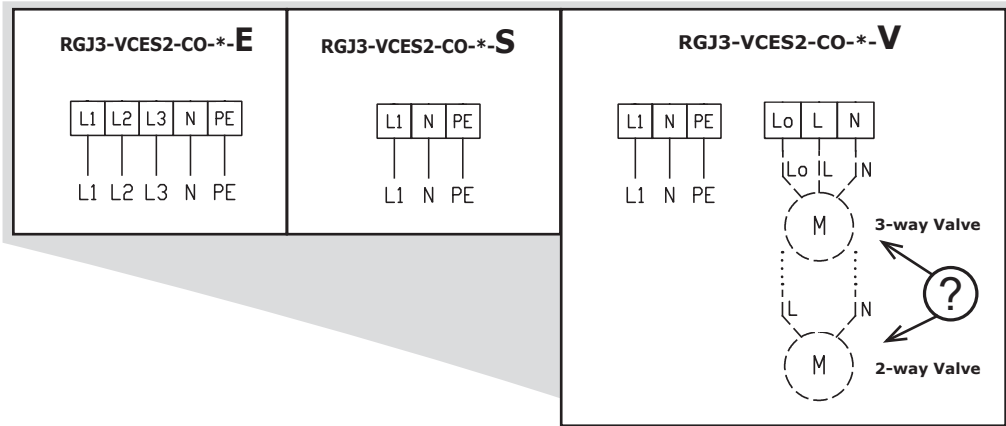 RGJ3-VCES2-CO-*-E
L1 L2 L3 N PE
L1 L2 L3 N PE
RGJ3-VCES2-CO-*-S
L1 N PE
L1 N PE
RGJ3-VCES2-CO-*-V
L1 N PE
L1 N PE
Lo L N
Lo L N
M
3-way Valve
?
L N
M
2-way Valve